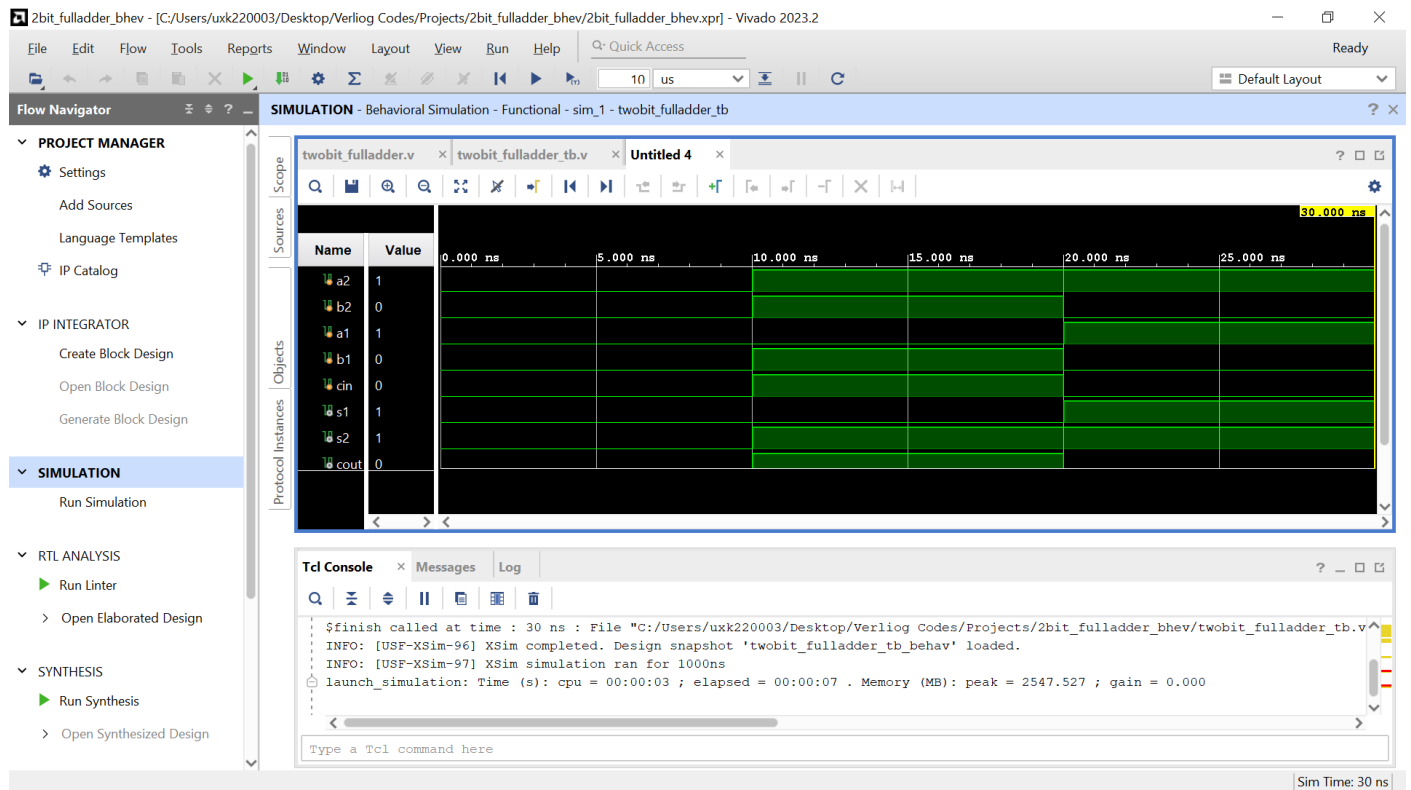 2bit_fulladder_bhev - [C:/Users/uxk220003/Desktop/Verliog Codes/Projects/2bit_fulladder_bhev/2bit_fulladder_bhev.xpr] - Vivado 2023.2
File Edit Flow Tools Reports Window Layout View Run Help Quick Access Ready
10 us Default Layout
Flow Navigator
SIMULATION - Behavioral Simulation - Functional - sim_1 - twobit_fulladder_tb
PROJECT MANAGER
Settings
Add Sources
Language Templates
IP Catalog
IP INTEGRATOR
Create Block Design
Open Block Design
Generate Block Design
SIMULATION
Run Simulation
RTL ANALYSIS
Run Linter
Open Elaborated Design
SYNTHESIS
Run Synthesis
Open Synthesized Design
Scope
Sources
Objects
Protocol Instances
twobit_fulladder.v twobit_fulladder_tb.v Untitled 4
30.000 ns
Name Value
0.000 ns 5.000 ns 10.000 ns 15.000 ns 20.000 ns 25.000 ns
a2 1
b2 0
a1 1
b1 0
cin 0
s1 1
s2 1
cout 0
Tcl Console Messages Log
$finish called at time : 30 ns : File "C:/Users/uxk220003/Desktop/Verliog Codes/Projects/2bit_fulladder_bhev/twobit_fulladder_tb.v
INFO: [USF-XSim-96] XSim completed. Design snapshot 'twobit_fulladder_tb_behav' loaded.
INFO: [USF-XSim-97] XSim simulation ran for 1000ns
launch_simulation: Time (s): cpu = 00:00:03 ; elapsed = 00:00:07 . Memory (MB): peak = 2547.527 ; gain = 0.000
Type a Tcl command here
Sim Time: 30 ns